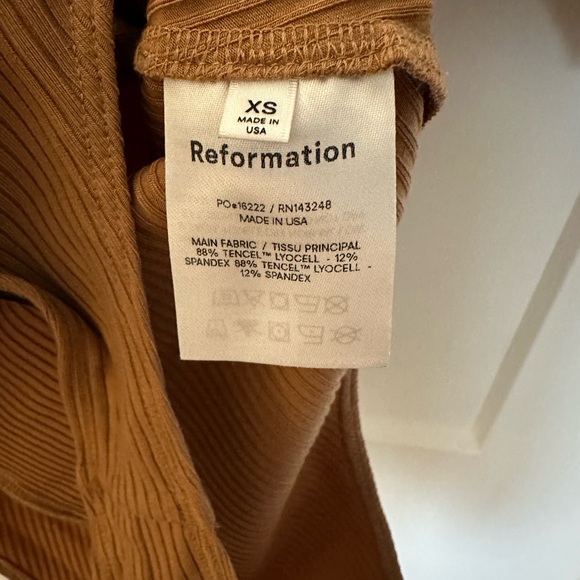 XS
MADE IN
USA
Reformation
PO#16222 / RN143248
MADE IN USA
MAIN FABRIC / TISSU PRINCIPAL
88% TENCEL™ LYOCELL - 12%
SPANDEX 88% TENCEL™ LYOCELL -
12% SPANDEX